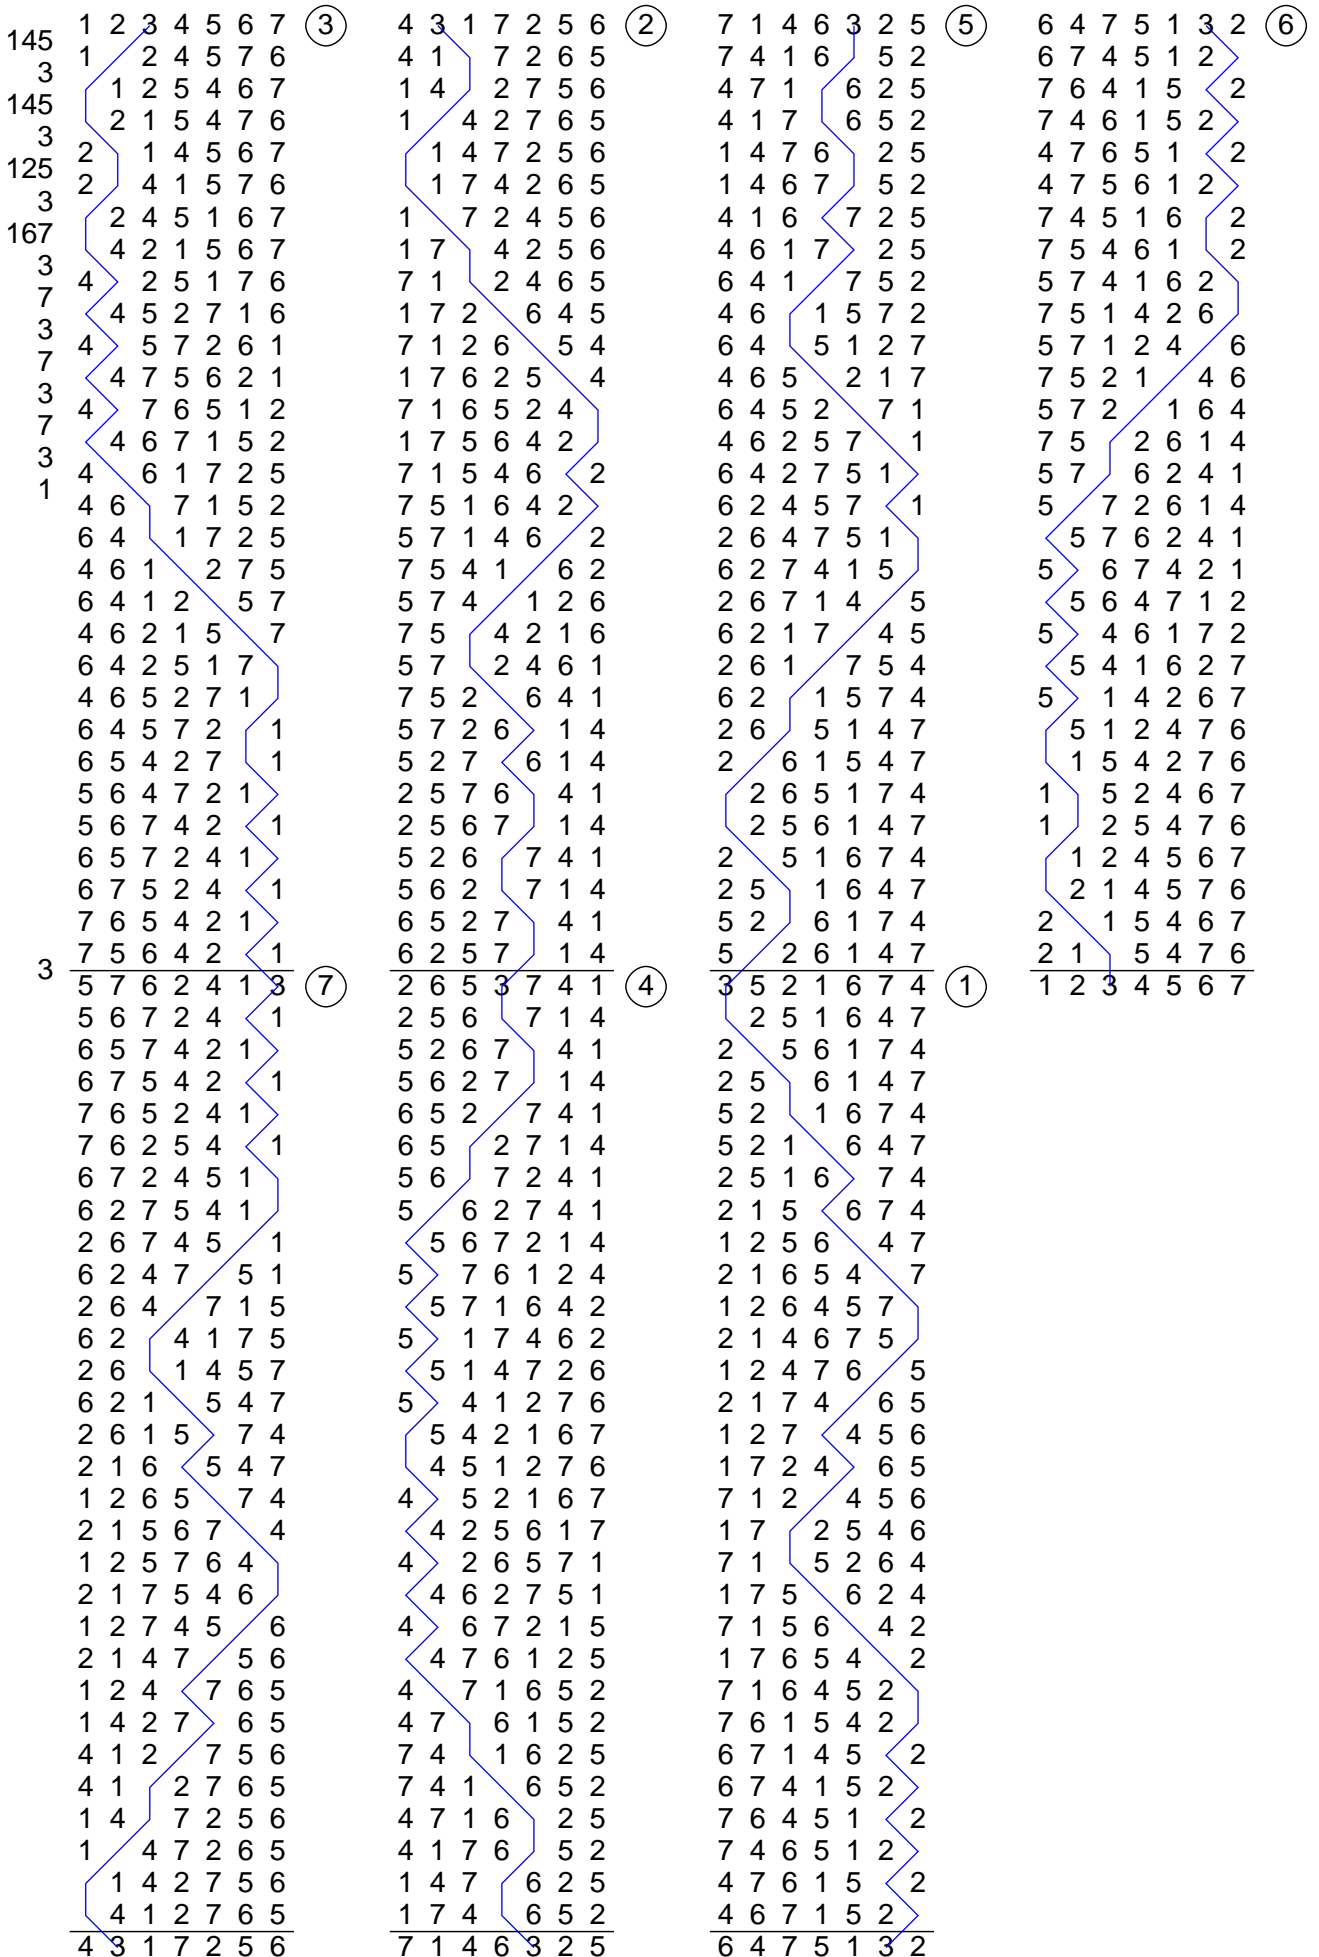 145
3
145
3
125
3
167
3
7
3
7
3
7
3
1
3
1 2 3 4 5 6 7 ③
1 2 4 5 7 6
1 2 5 4 6 7
2 1 5 4 7 6
2 1 4 5 6 7
2 4 1 5 7 6
2 4 5 1 6 7
4 2 1 5 6 7
4 2 5 1 7 6
4 5 2 7 1 6
4 5 7 2 6 1
4 7 5 6 2 1
4 7 6 5 1 2
4 6 7 1 5 2
4 6 1 7 2 5
4 6 7 1 5 2
6 4 1 7 2 5
4 6 1 2 7 5
6 4 1 2 5 7
4 6 2 1 5 7
6 4 2 5 1 7
4 6 5 2 7 1
6 4 5 7 2 1
6 5 4 2 7 1
5 6 4 7 2 1
5 6 7 4 2 1
6 5 7 2 4 1
6 7 5 2 4 1
7 6 5 4 2 1
7 5 6 4 2 1
5 7 6 2 4 1 3 ⑦
5 6 7 2 4 1
6 5 7 4 2 1
6 7 5 4 2 1
7 6 5 2 4 1
7 6 2 5 4 1
6 7 2 4 5 1
6 2 7 5 4 1
2 6 7 4 5 1
6 2 4 7 5 1
2 6 4 7 1 5
6 2 4 1 7 5
2 6 1 4 5 7
6 2 1 5 4 7
2 6 1 5 7 4
2 1 6 5 4 7
1 2 6 5 7 4
2 1 5 6 7 4
1 2 5 7 6 4
2 1 7 5 4 6
1 2 7 4 5 6
2 1 4 7 5 6
1 2 4 7 6 5
1 4 2 7 6 5
4 1 2 7 5 6
4 1 2 7 6 5
1 4 7 2 5 6
1 4 7 2 6 5
1 4 2 7 5 6
4 1 2 7 6 5
4 3 1 7 2 5 6
4 3 1 7 2 5 6 ②
4 1 7 2 6 5
1 4 2 7 5 6
1 4 2 7 6 5
1 4 7 2 5 6
1 7 4 2 6 5
1 7 2 4 5 6
1 7 4 2 5 6
7 1 2 4 6 5
1 7 2 6 4 5
7 1 2 6 5 4
1 7 6 2 5 4
7 1 6 5 2 4
1 7 5 6 4 2
7 1 5 4 6 2
7 5 1 6 4 2
5 7 1 4 6 2
7 5 4 1 6 2
5 7 4 1 2 6
7 5 4 2 1 6
5 7 2 4 6 1
7 5 2 6 4 1
5 7 2 6 1 4
5 2 7 6 1 4
2 5 7 6 4 1
2 5 6 7 1 4
5 2 6 7 4 1
5 6 2 7 1 4
6 5 2 7 4 1
6 2 5 7 1 4
2 6 5 3 7 4 1 ④
2 5 6 7 1 4
5 2 6 7 4 1
5 6 2 7 1 4
6 5 2 7 4 1
6 5 2 7 1 4
5 6 7 2 4 1
5 6 2 7 4 1
5 6 7 2 1 4
5 7 6 1 2 4
5 7 1 6 4 2
5 1 7 4 6 2
5 1 4 7 2 6
5 4 1 2 7 6
5 4 2 1 6 7
4 5 1 2 7 6
4 5 2 1 6 7
4 2 5 6 1 7
4 2 6 5 7 1
4 6 2 7 5 1
4 6 7 2 1 5
4 7 6 1 2 5
4 7 1 6 5 2
4 7 6 1 5 2
7 4 1 6 2 5
7 4 1 6 5 2
4 7 1 6 2 5
4 1 7 6 5 2
1 4 7 6 2 5
1 7 4 6 5 2
7 1 4 6 3 2 5
7 1 4 6 3 2 5 ⑤
7 4 1 6 5 2
4 7 1 6 2 5
4 1 7 6 5 2
1 4 7 6 2 5
1 4 6 7 5 2
4 1 6 7 2 5
4 6 1 7 2 5
6 4 1 7 5 2
4 6 1 5 7 2
6 4 5 1 2 7
4 6 5 2 1 7
6 4 5 2 7 1
4 6 2 5 7 1
6 4 2 7 5 1
6 2 4 5 7 1
2 6 4 7 5 1
6 2 7 4 1 5
2 6 7 1 4 5
6 2 1 7 4 5
2 6 1 7 5 4
6 2 1 5 7 4
2 6 5 1 4 7
2 6 1 5 4 7
2 6 5 1 7 4
2 5 6 1 4 7
2 5 1 6 7 4
2 5 1 6 4 7
5 2 6 1 7 4
5 2 6 1 4 7
3 5 2 1 6 7 4 ①
2 5 1 6 4 7
2 5 6 1 7 4
2 5 6 1 4 7
5 2 1 6 7 4
5 2 1 6 4 7
2 5 1 6 7 4
2 1 5 6 7 4
1 2 5 6 4 7
2 1 6 5 4 7
1 2 6 4 5 7
2 1 4 6 7 5
1 2 4 7 6 5
2 1 7 4 6 5
1 2 7 4 5 6
1 7 2 4 6 5
7 1 2 4 5 6
1 7 2 5 4 6
7 1 5 2 6 4
1 7 5 6 2 4
7 1 5 6 4 2
1 7 6 5 4 2
7 1 6 4 5 2
7 6 1 5 4 2
6 7 1 4 5 2
6 7 4 1 5 2
7 6 4 5 1 2
7 4 6 5 1 2
4 7 6 1 5 2
4 6 7 1 5 2
6 4 7 5 1 3 2
6 4 7 5 1 3 2 ⑥
6 7 4 5 1 2
7 6 4 1 5 2
7 4 6 1 5 2
4 7 6 5 1 2
4 7 5 6 1 2
7 4 5 1 6 2
7 5 4 6 1 2
5 7 4 1 6 2
7 5 1 4 2 6
5 7 1 2 4 6
7 5 2 1 4 6
5 7 2 1 6 4
7 5 2 6 1 4
5 7 6 2 4 1
5 7 2 6 1 4
5 7 6 2 4 1
5 6 7 4 2 1
5 6 4 7 1 2
5 4 6 1 7 2
5 4 1 6 2 7
5 1 4 2 6 7
5 1 2 4 7 6
1 5 4 2 7 6
1 5 2 4 6 7
1 2 5 4 7 6
1 2 4 5 6 7
2 1 4 5 7 6
2 1 5 4 6 7
2 1 5 4 7 6
1 2 3 4 5 6 7